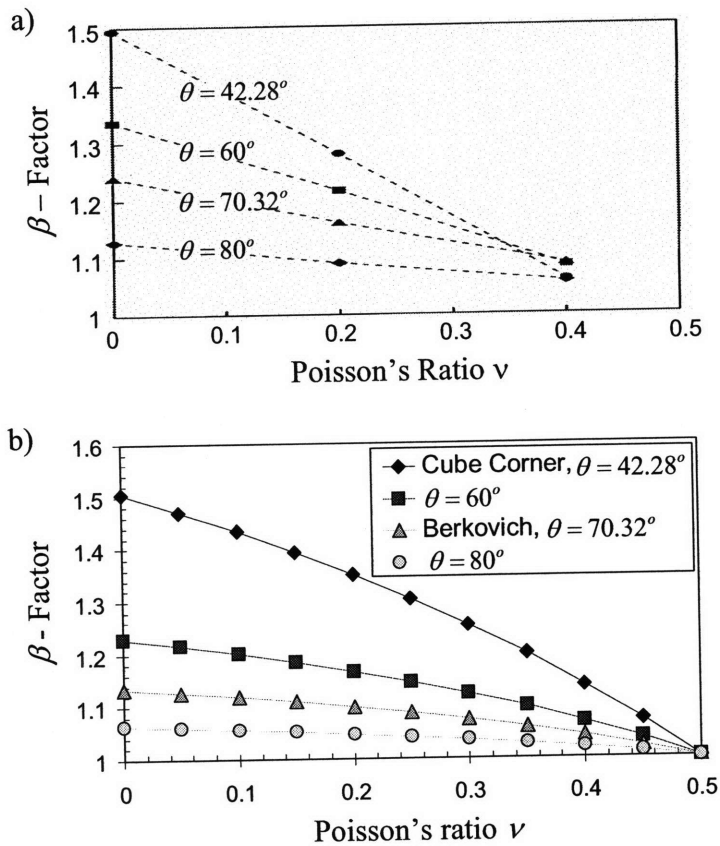 a)
1.5
1.4
1.3
1.2
1.1
1
β – Factor
θ = 42.28°
θ = 60°
θ = 70.32°
θ = 80°
0 0.1 0.2 0.3 0.4 0.5
Poisson's Ratio ν
b)
1.6
1.5
1.4
1.3
1.2
1.1
1
β - Factor
Cube Corner, θ = 42.28°
θ = 60°
Berkovich, θ = 70.32°
θ = 80°
0 0.1 0.2 0.3 0.4 0.5
Poisson's ratio ν